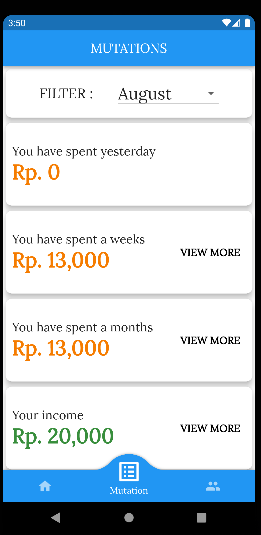 3:50
MUTATIONS
FILTER : August
You have spent yesterday
Rp. 0
You have spent a weeks
Rp. 13,000
VIEW MORE
You have spent a months
Rp. 13,000
VIEW MORE
Your income
Rp. 20,000
VIEW MORE
Mutation